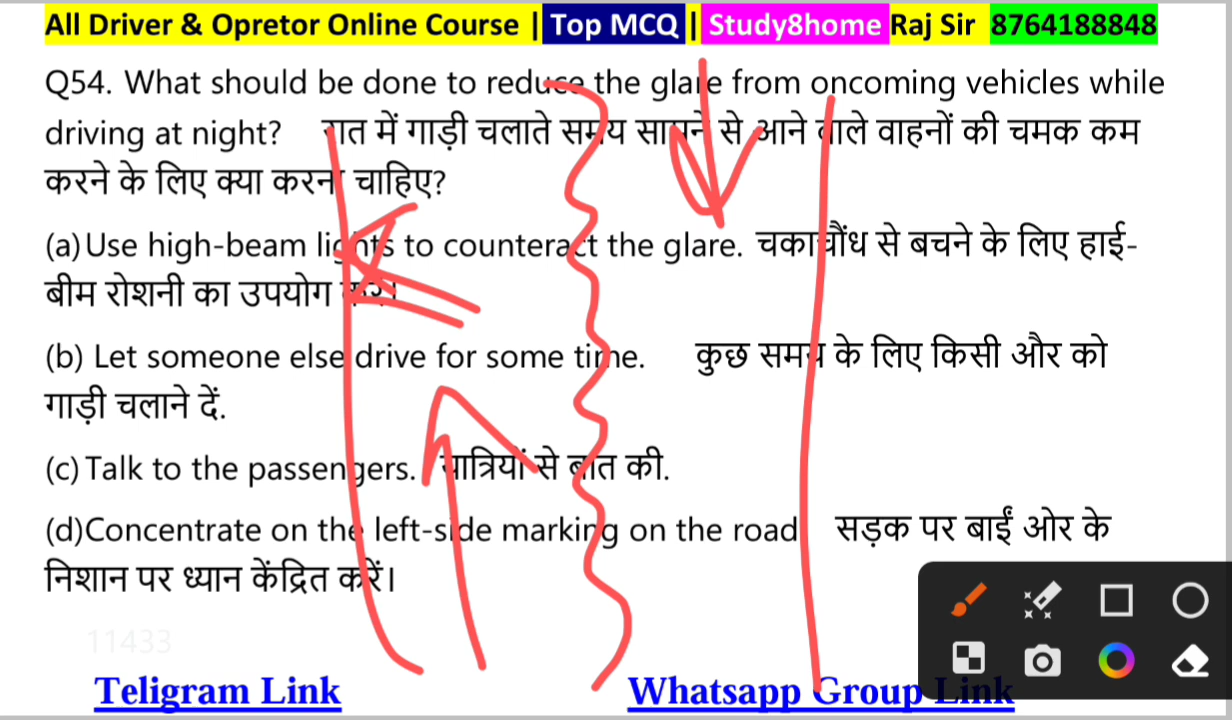 All Driver & Opretor Online Course | Top MCQ | Study8home Raj Sir 8764188848
Q54. What should be done to reduce the glare from oncoming vehicles while
driving at night? रात में गाड़ी चलाते समय सामने से आने वाले वाहनों की चमक कम
करने के लिए क्या करना चाहिए?
(a) Use high-beam lights to counteract the glare. चकाचौंध से बचने के लिए हाई-
बीम रोशनी का उपयोग करें।
(b) Let someone else drive for some time. कुछ समय के लिए किसी और को
गाड़ी चलाने दें.
(c) Talk to the passengers. यात्रियों से बात की.
(d)Concentrate on the left-side marking on the road सड़क पर बाईं ओर के
निशान पर ध्यान केंद्रित करें।
11433
Teligram Link Whatsapp Group Link